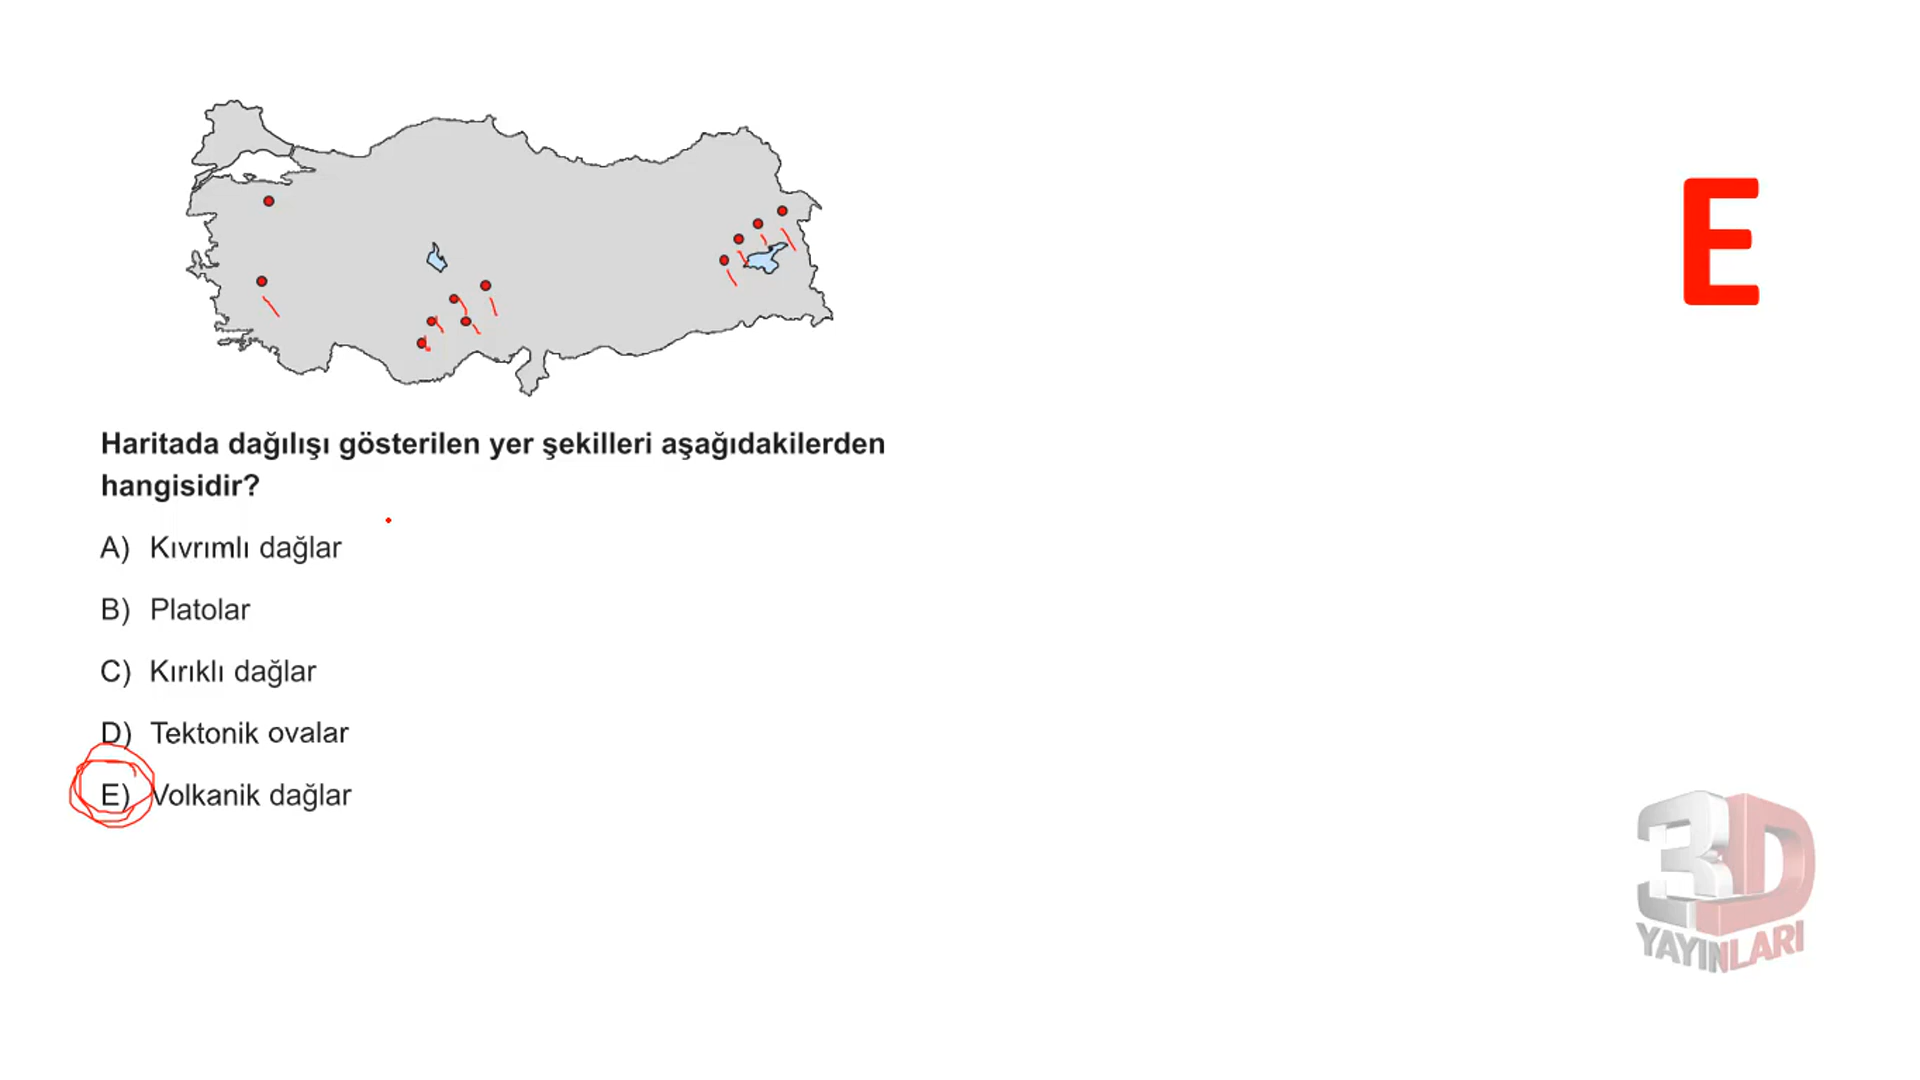 E
Haritada dağılışı gösterilen yer şekilleri aşağıdakilerden
hangisidir?
A) Kıvrımlı dağlar
B) Platolar
C) Kırıklı dağlar
D) Tektonik ovalar
E) Volkanik dağlar
3D
YAYINLARI